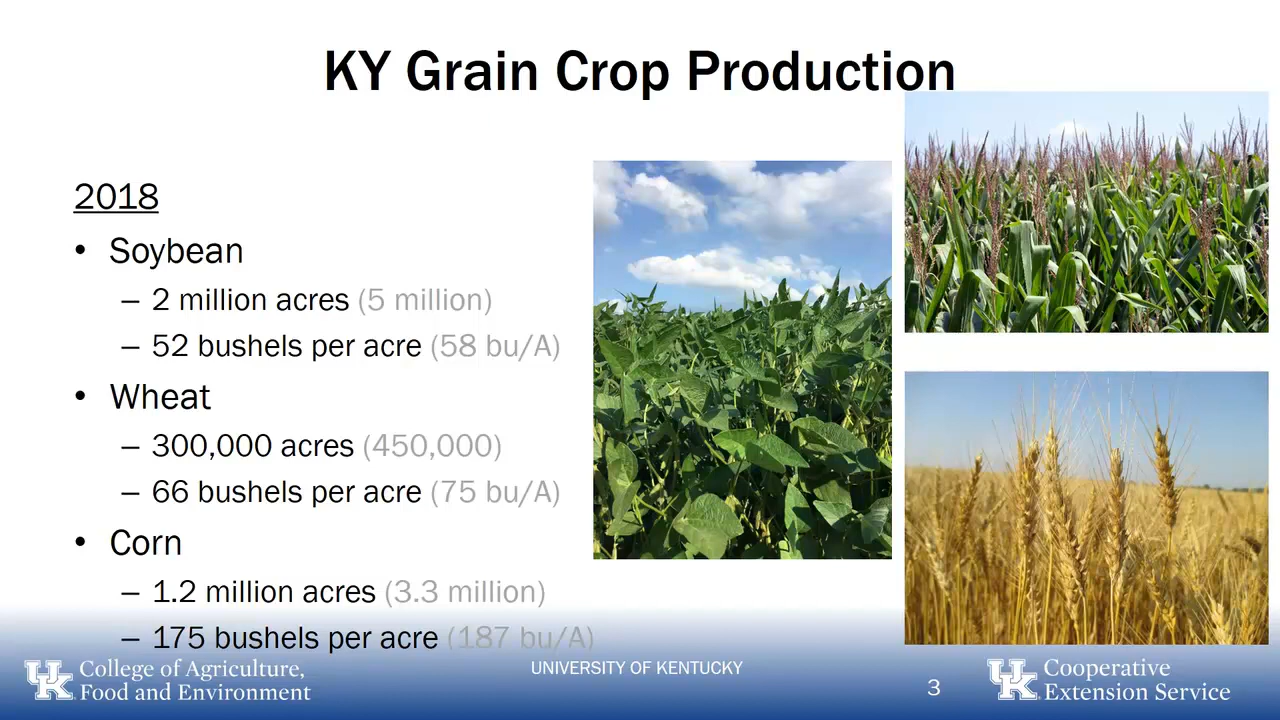 KY Grain Crop Production
2018
• Soybean
– 2 million acres (5 million)
– 52 bushels per acre (58 bu/A)
• Wheat
– 300,000 acres (450,000)
– 66 bushels per acre (75 bu/A)
• Corn
– 1.2 million acres (3.3 million)
– 175 bushels per acre (187 bu/A)
UK College of Agriculture,
Food and Environment
UNIVERSITY OF KENTUCKY
3
UK Cooperative
Extension Service